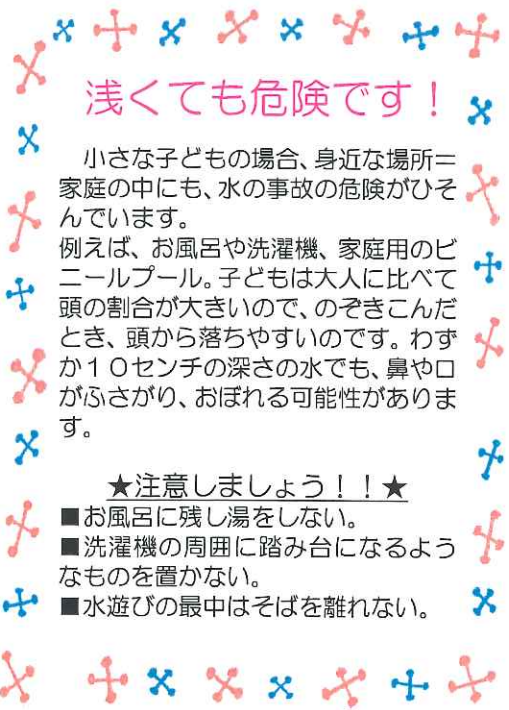 浅くても危険です！
　小さな子どもの場合、身近な場所＝
家庭の中にも、水の事故の危険がひそ
んでいます。
例えば、お風呂や洗濯機、家庭用のビ
ニールプール。子どもは大人に比べて
頭の割合が大きいので、のぞきこんだ
とき、頭から落ちやすいのです。わず
か１０センチの深さの水でも、鼻や口
がふさがり、おぼれる可能性がありま
す。
★注意しましょう！！★
■お風呂に残し湯をしない。
■洗濯機の周囲に踏み台になるよう
なものを置かない。
■水遊びの最中はそばを離れない。